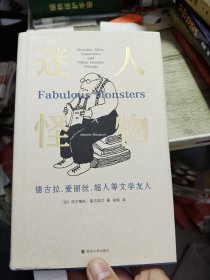 Dracula, Alice,
Superman,
and
Other Literary
Friends
迷人
Fabulous Monsters
怪物
德古拉、爱丽丝、超人等文学友人